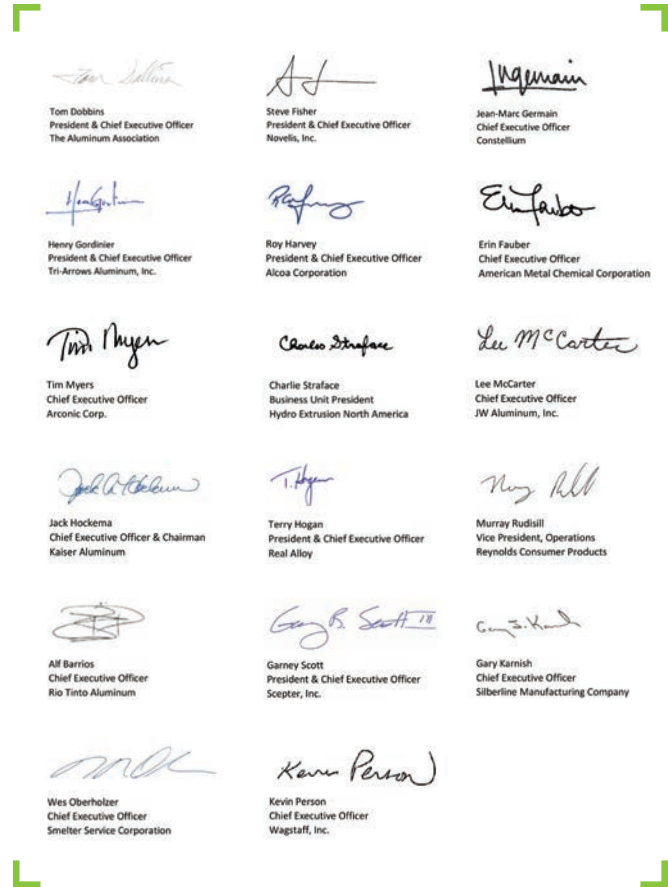 Tom Dobbins
President & Chief Executive Officer
The Aluminum Association
Steve Fisher
President & Chief Executive Officer
Novelis, Inc.
Jngemain
Jean-Marc Germain
Chief Executive Officer
Constellium
Henry Gordinier
President & Chief Executive Officer
Tri-Arrows Aluminum, Inc.
Roy Harvey
President & Chief Executive Officer
Alcoa Corporation
Erin Fauber
Erin Fauber
Chief Executive Officer
American Metal Chemical Corporation
Tim Myers
Tim Myers
Chief Executive Officer
Arconic Corp.
Charles Straface
Charlie Straface
Business Unit President
Hydro Extrusion North America
Lee McCarter
Lee McCarter
Chief Executive Officer
JW Aluminum, Inc.
Jack Hockema
Chief Executive Officer & Chairman
Kaiser Aluminum
T. Hogan
Terry Hogan
President & Chief Executive Officer
Real Alloy
Murray Rudisill
Vice President, Operations
Reynolds Consumer Products
Alf Barrios
Chief Executive Officer
Rio Tinto Aluminum
Garney B. Scott III
Garney Scott
President & Chief Executive Officer
Scepter, Inc.
Gary Karnish
Chief Executive Officer
Silberline Manufacturing Company
Wes Oberholzer
Chief Executive Officer
Smelter Service Corporation
Kevin Person
Kevin Person
Chief Executive Officer
Wagstaff, Inc.